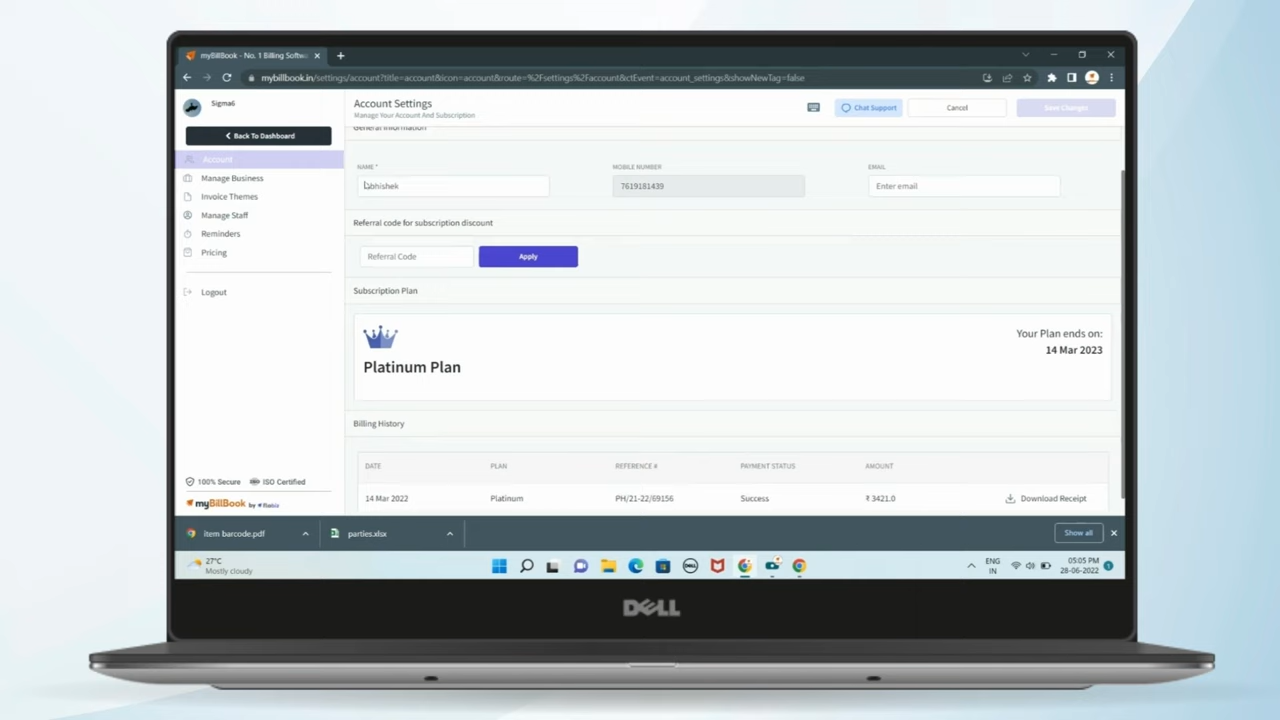 myBillBook - No. 1 Billing Softwa
mybillbook.in/settings/account?title=account&icon=account&route=%2Fsettings%2Faccount&ctEvent=account_settings&showNewTag=false
Sigma6
Back To Dashboard
Account
Manage Business
Invoice Themes
Manage Staff
Reminders
Pricing
Logout
100% Secure ISO Certified
myBillBook by
Account Settings
Manage Your Account And Subscription
Chat Support
Cancel
Save Changes
General Information
NAME * MOBILE NUMBER EMAIL
Abhishek 7619181439 Enter email
Referral code for subscription discount
Referral Code Apply
Subscription Plan
Platinum Plan
Your Plan ends on:
14 Mar 2023
Billing History
DATE PLAN REFERENCE # PAYMENT STATUS AMOUNT
14 Mar 2022 Platinum PH/21-22/69156 Success ₹ 3421.0 Download Receipt
item barcode.pdf parties.xlsx Show all
27°C
Mostly cloudy
DELL
ENG
IN
05:05 PM
28-06-2022
1
DELL